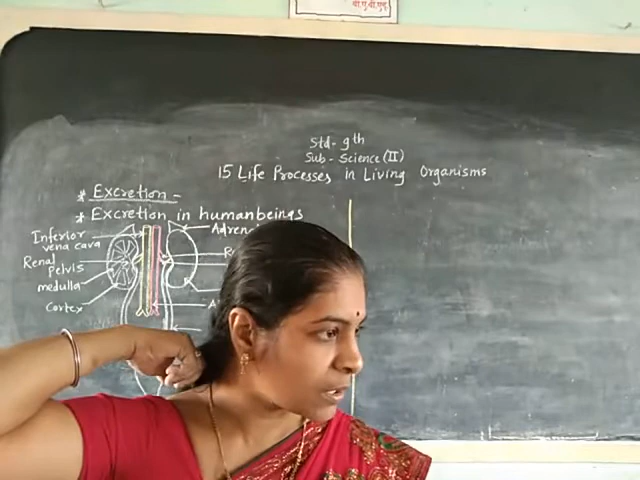 Std- 9th
Sub - Science (II)
15 Life Processes in Living Organisms
* Excretion -
* Excretion in humanbeings
Inferior
vena cava
Renal
Pelvis
medulla
Cortex